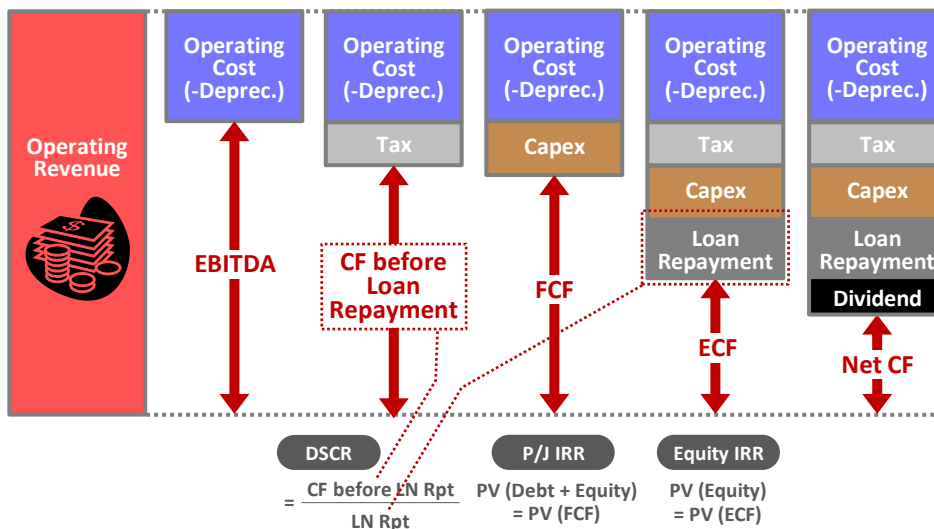 Operating
Revenue
$
Operating
Cost
(-Deprec.)
EBITDA
Operating
Cost
(-Deprec.)
Tax
CF before
Loan
Repayment
Operating
Cost
(-Deprec.)
Capex
FCF
Operating
Cost
(-Deprec.)
Tax
Capex
Loan
Repayment
ECF
Operating
Cost
(-Deprec.)
Tax
Capex
Loan
Repayment
Dividend
Net CF
DSCR
= CF before LN Rpt
LN Rpt
P/J IRR
PV (Debt + Equity)
= PV (FCF)
Equity IRR
PV (Equity)
= PV (ECF)